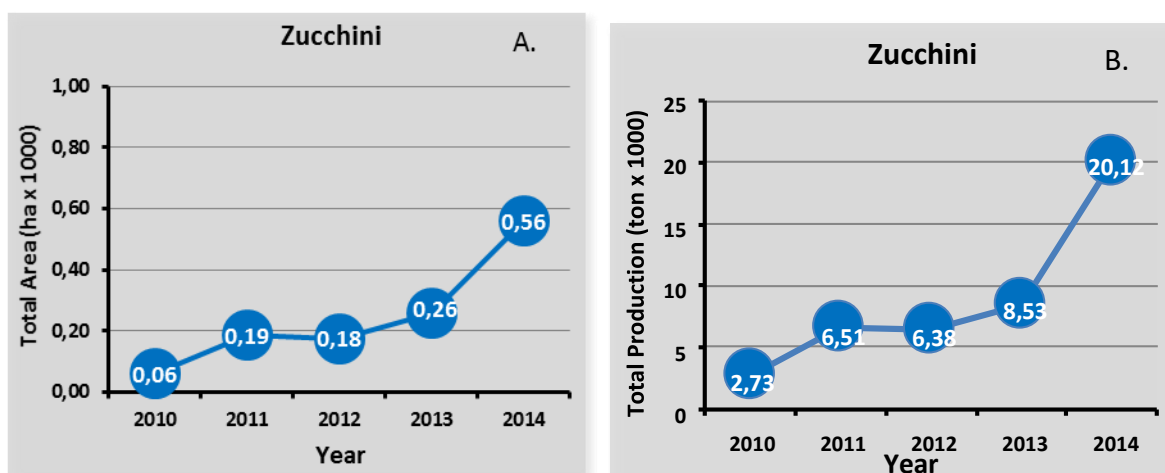 Zucchini
A.
Total Area (ha x 1000)
1,00
0,80
0,60
0,40
0,20
0,00
0,06
0,19
0,18
0,26
0,56
2010 2011 2012 2013 2014
Year
Zucchini
B.
Total Production (ton x 1000)
25
20
15
10
5
0
2,73
6,51
6,38
8,53
20,12
2010 2011 2012 2013 2014
Year